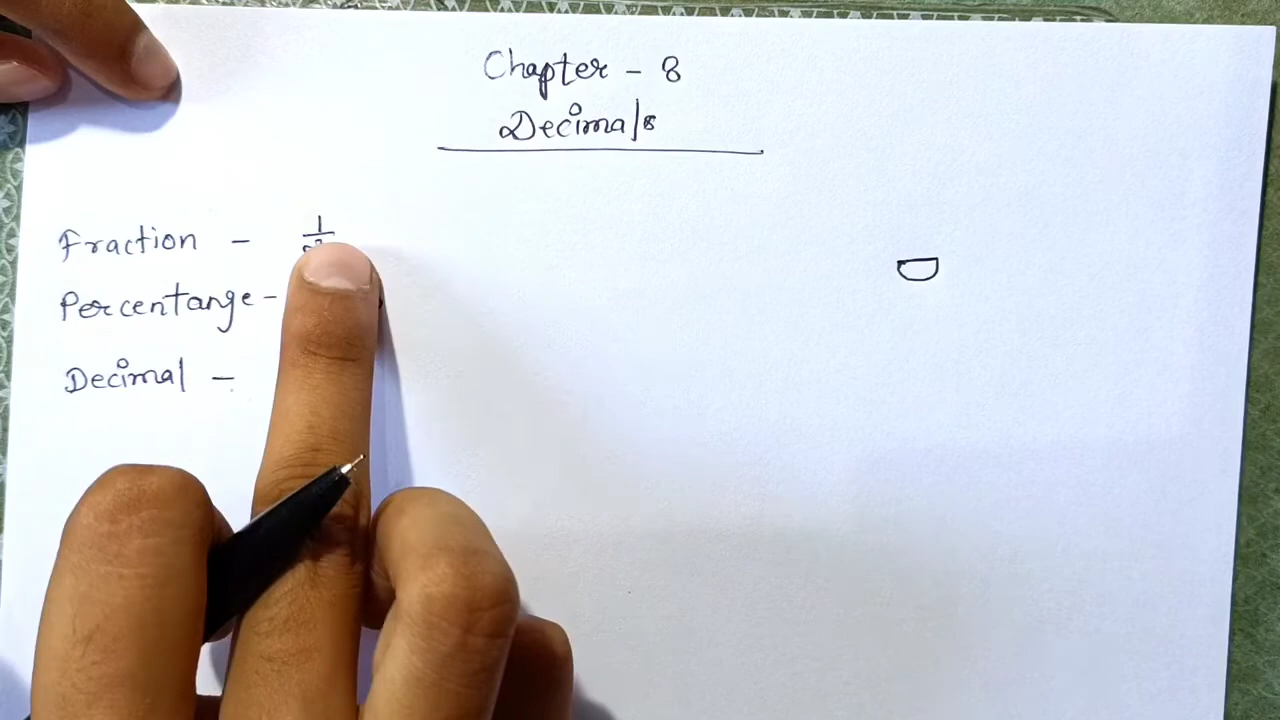 Chapter - 8
Decimals
Fraction -
Percentange -
Decimal -